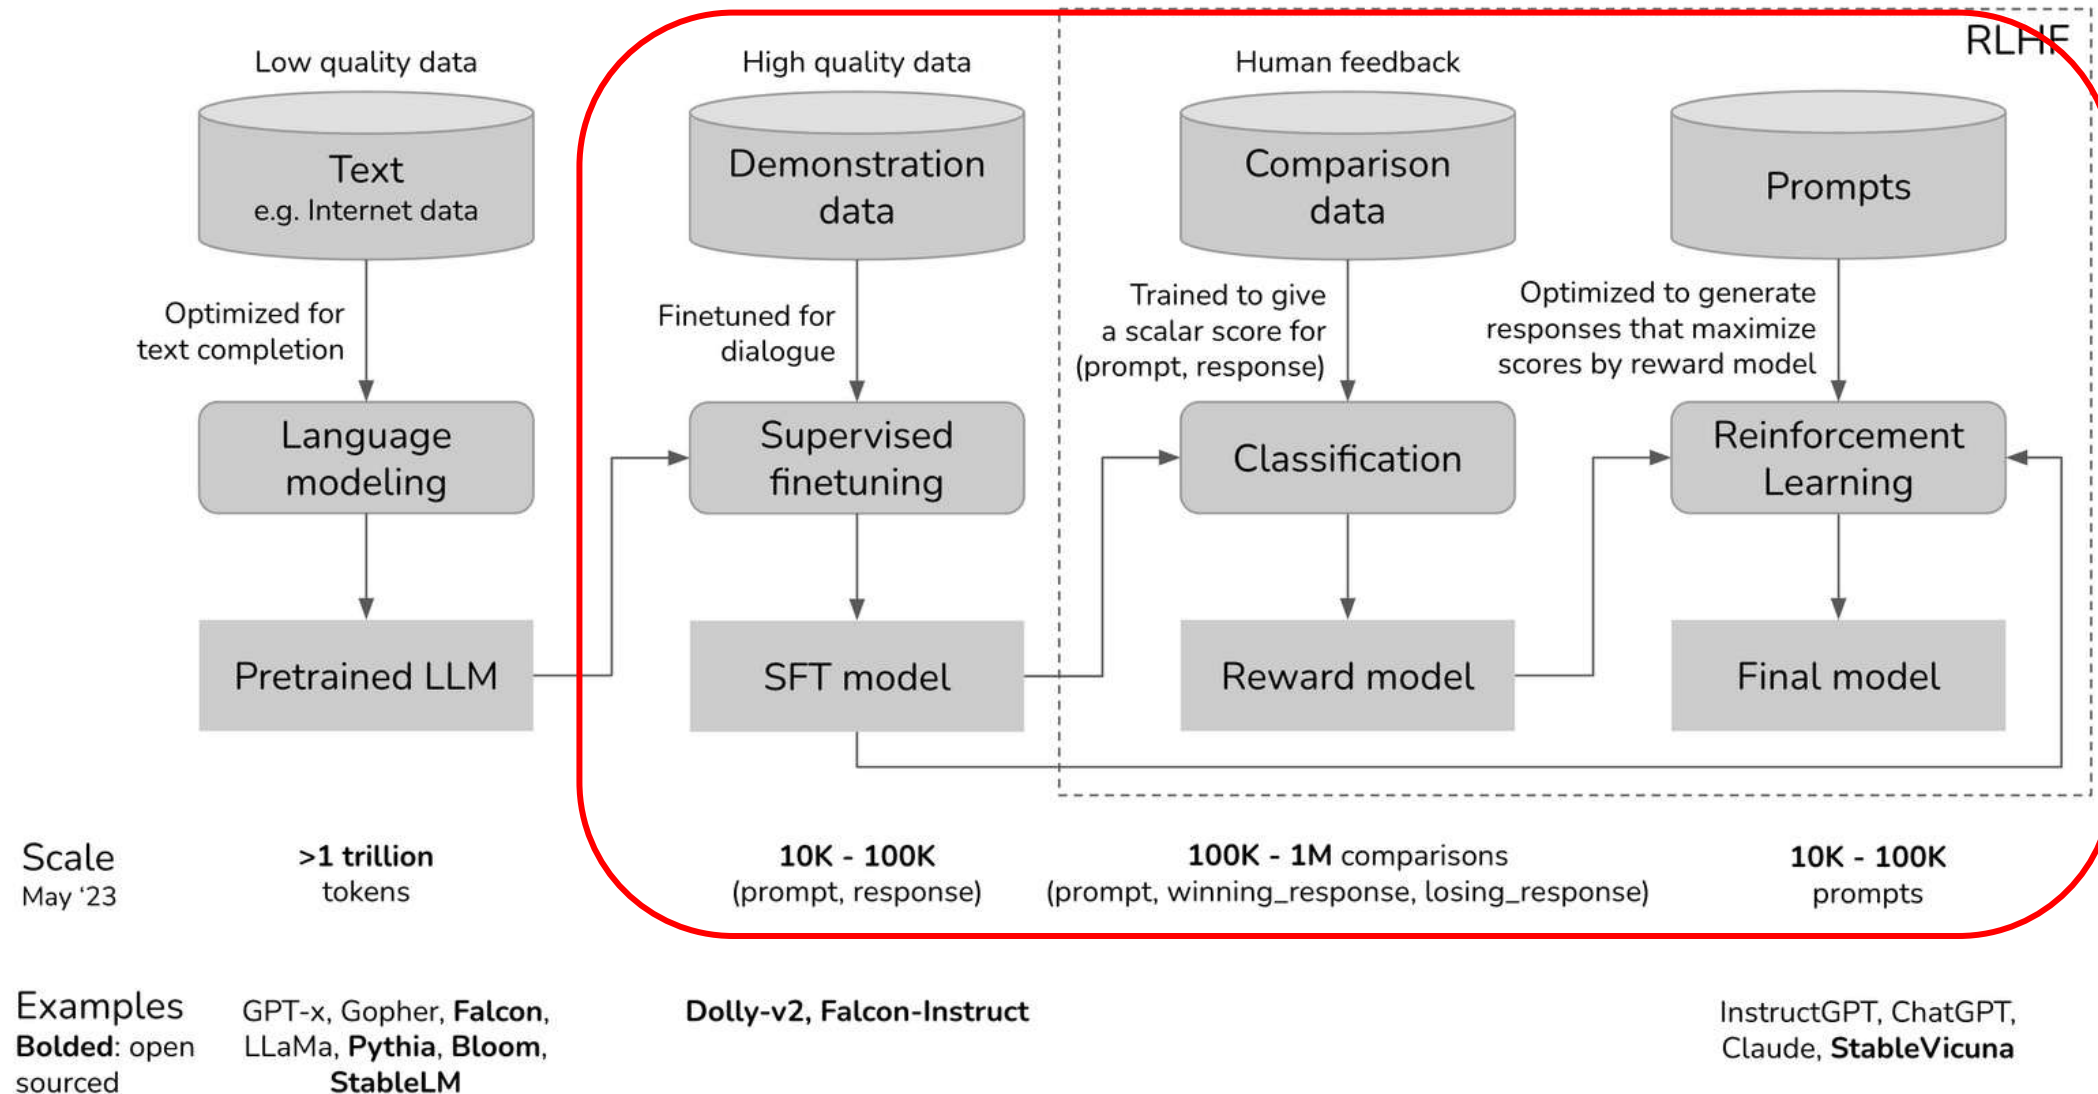 RLHF
Low quality data
High quality data
Human feedback
Text
e.g. Internet data
Demonstration
data
Comparison
data
Prompts
Optimized for
text completion
Finetuned for
dialogue
Trained to give
a scalar score for
(prompt, response)
Optimized to generate
responses that maximize
scores by reward model
Language
modeling
Supervised
finetuning
Classification
Reinforcement
Learning
Pretrained LLM
SFT model
Reward model
Final model
Scale
May ‘23
>1 trillion
tokens
10K - 100K
(prompt, response)
100K - 1M comparisons
(prompt, winning_response, losing_response)
10K - 100K
prompts
Examples
Bolded: open
sourced
GPT-x, Gopher, Falcon,
LLaMa, Pythia, Bloom,
StableLM
Dolly-v2, Falcon-Instruct
InstructGPT, ChatGPT,
Claude, StableVicuna